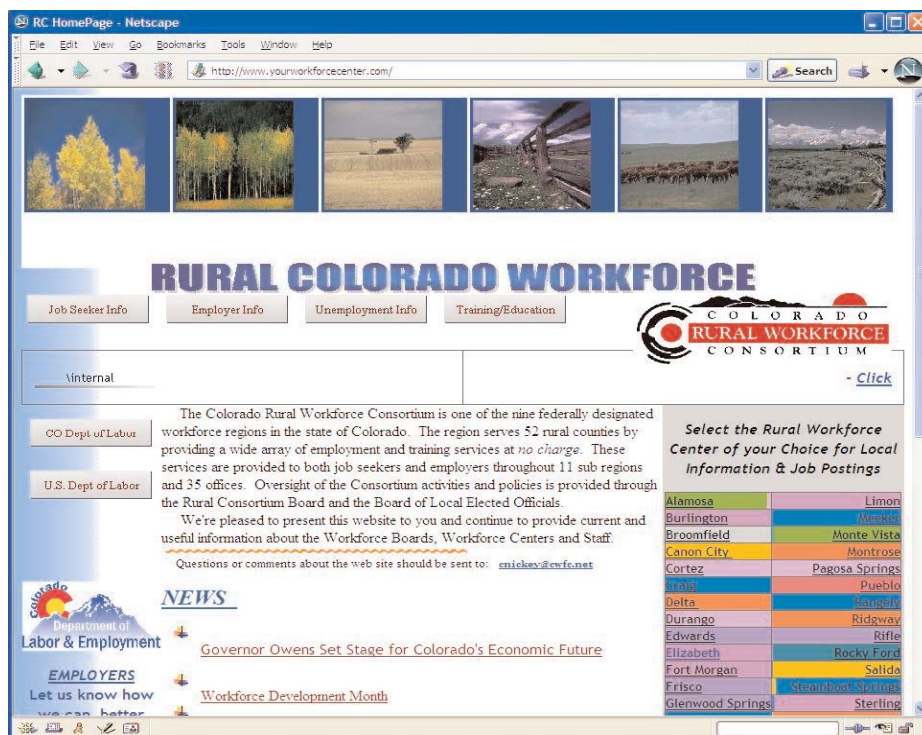 RC HomePage - Netscape
File Edit View Go Bookmarks Tools Window Help
http://www.yourworkforcecenter.com/
Search
N
RURAL COLORADO WORKFORCE
Job Seeker Info
Employer Info
Unemployment Info
Training/Education
COLORADO
RURAL WORKFORCE
CONSORTIUM
\internal
- Click
CO Dept of Labor
U.S. Dept of Labor
The Colorado Rural Workforce Consortium is one of the nine federally designated
workforce regions in the state of Colorado. The region serves 52 rural counties by
providing a wide array of employment and training services at no charge. These
services are provided to both job seekers and employers throughout 11 sub regions
and 35 offices. Oversight of the Consortium activities and policies is provided through
the Rural Consortium Board and the Board of Local Elected Officials.
We're pleased to present this website to you and continue to provide current and
useful information about the Workforce Boards, Workforce Centers and Staff.
Questions or comments about the web site should be sent to: cnickey@cwfc.net
Colorado
Department of
Labor & Employment
EMPLOYERS
Let us know how
we can better
NEWS
Governor Owens Set Stage for Colorado's Economic Future
Workforce Development Month
Select the Rural Workforce
Center of your Choice for Local
Information & Job Postings
Alamosa Limon
Burlington Meeker
Broomfield Monte Vista
Canon City Montrose
Cortez Pagosa Springs
Craig Pueblo
Delta Rangely
Durango Ridgway
Edwards Rifle
Elizabeth Rocky Ford
Fort Morgan Salida
Frisco Steamboat Springs
Glenwood Springs Sterling